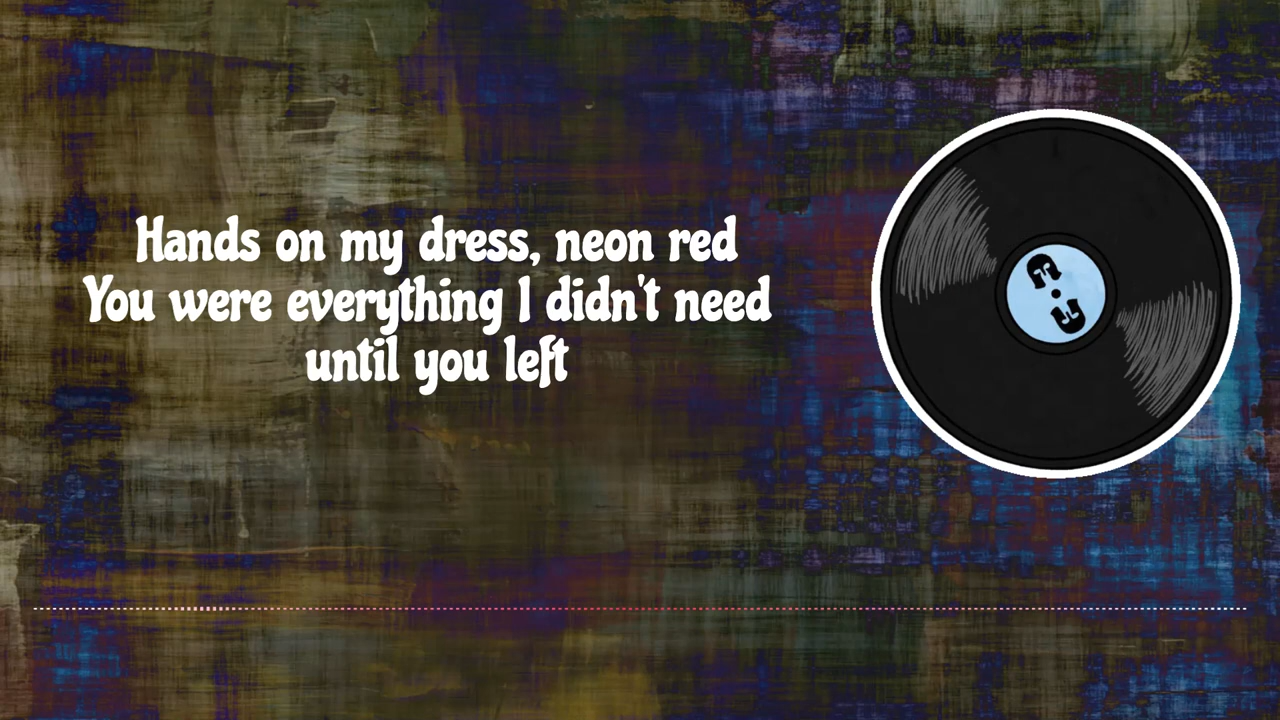 Hands on my dress, neon red
You were everything I didn't need
until you left